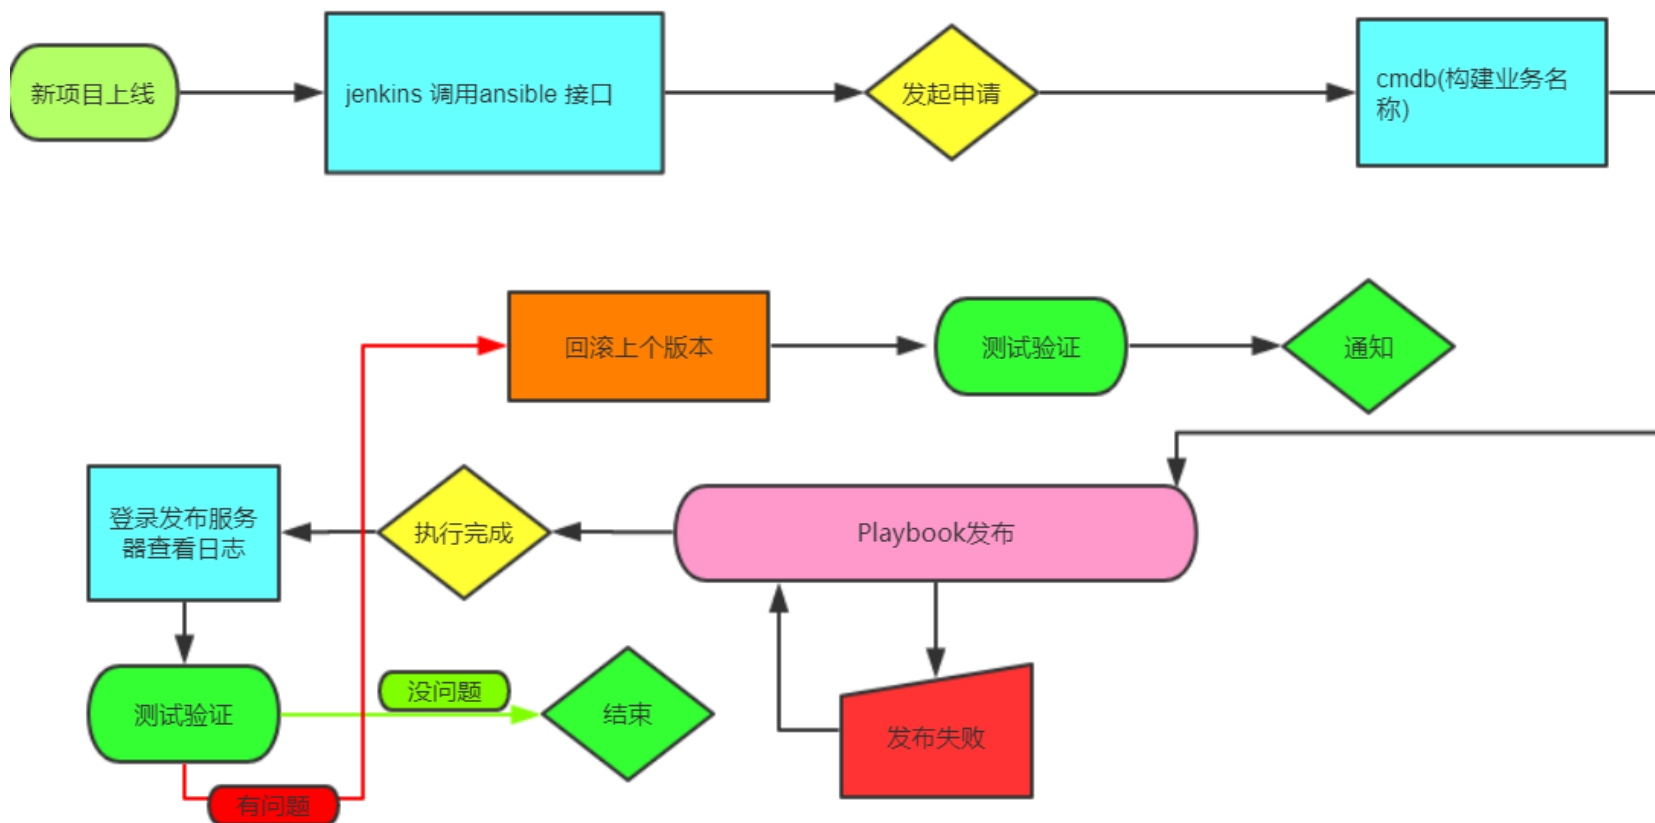 新项目上线
jenkins 调用ansible 接口
发起申请
cmdb(构建业务名
称)
回滚上个版本
测试验证
通知
登录发布服务
器查看日志
执行完成
Playbook发布
测试验证
没问题
结束
发布失败
有问题